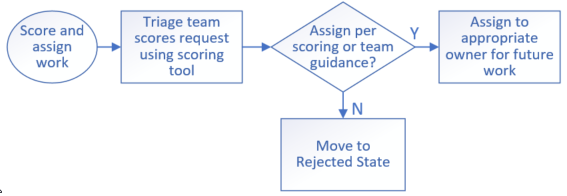 Score and
assign
work
Triage team
scores request
using scoring
tool
Assign per
scoring or team
guidance?
Y
Assign to
appropriate
owner for future
work
N
Move to
Rejected State